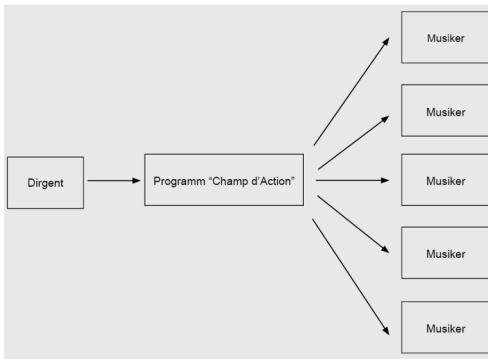 Musiker
Musiker
Dirgent
Programm “Champ d’Action”
Musiker
Musiker
Musiker